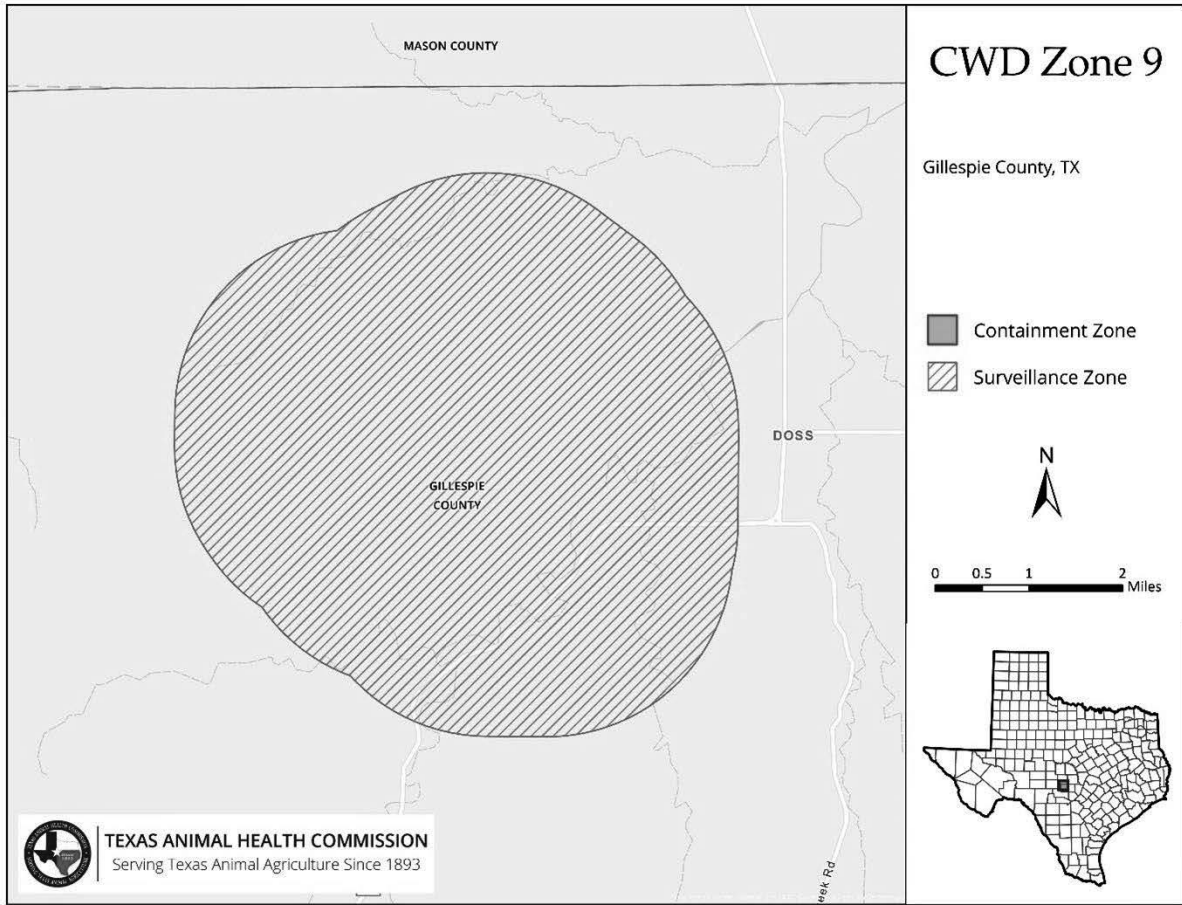 MASON COUNTY
CWD Zone 9
Gillespie County, TX
Containment Zone
Surveillance Zone
DOSS
GILLESPIE
COUNTY
N
0 0.5 1 2
Miles
TEXAS ANIMAL HEALTH COMMISSION
Serving Texas Animal Agriculture Since 1893
eek Rd